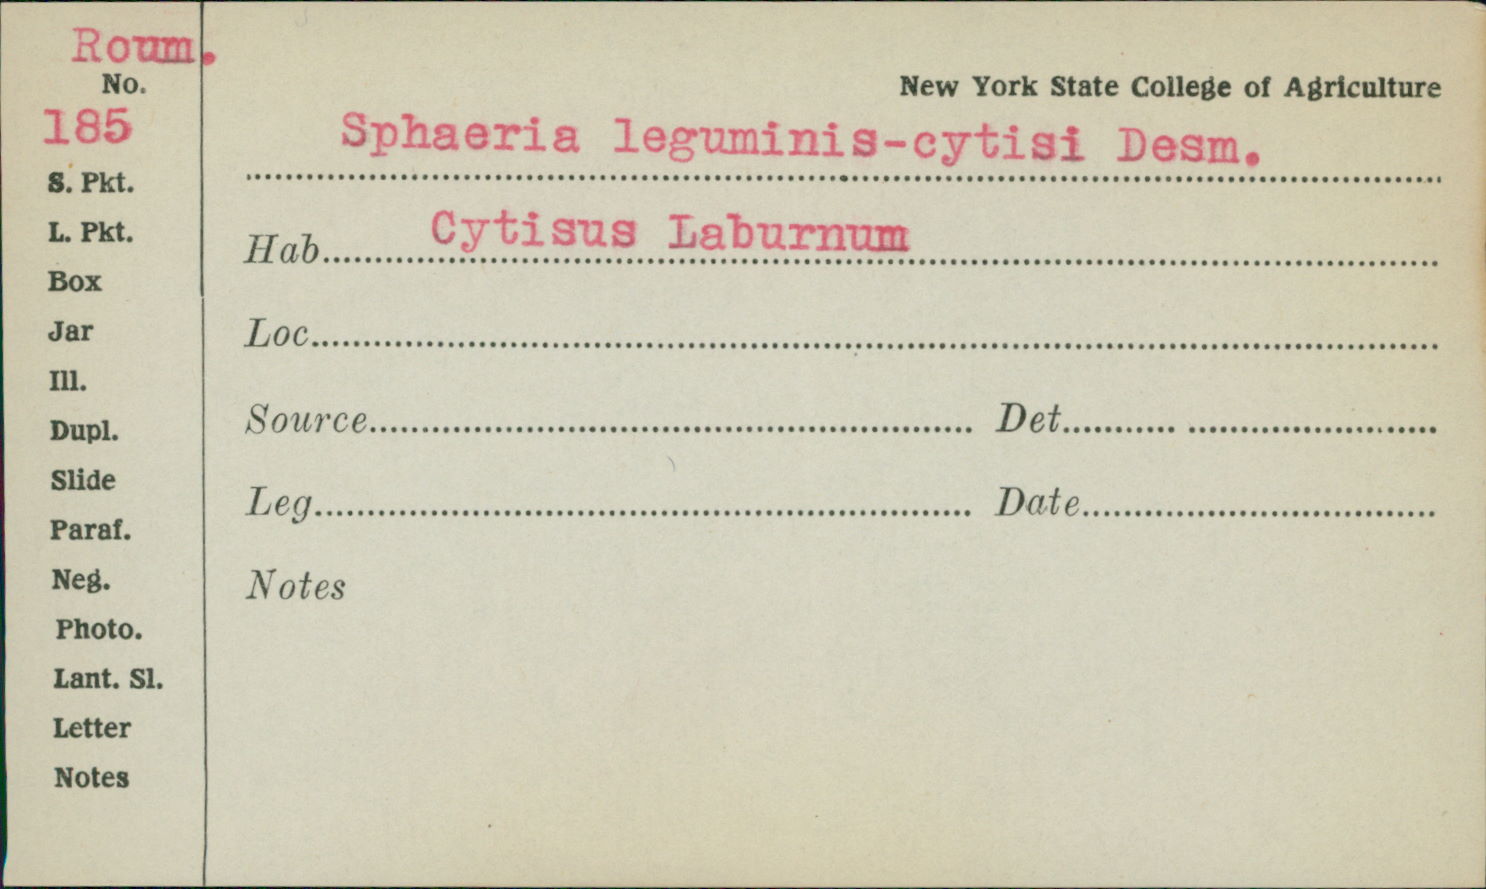 Roum.
No.
185
S. Pkt.
L. Pkt.
Box
Jar
Ill.
Dupl.
Slide
Paraf.
Neg.
Photo.
Lant. Sl.
Letter
Notes
New York State College of Agriculture
Sphaeria leguminis-cytisi Desm.
Hab. Cytisus Laburnum
Loc.
Source Det.
Leg. Date
Notes